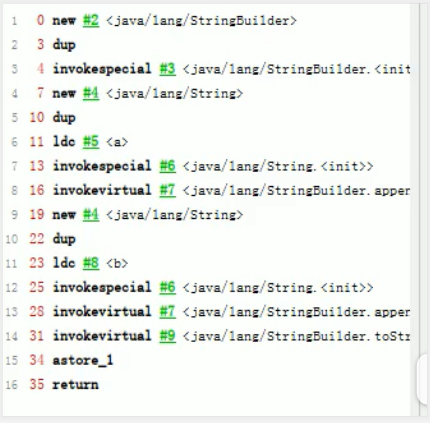 1 0 new #2 <java/lang/StringBuilder>
2 3 dup
3 4 invokespecial #3 <java/lang/StringBuilder.<init
4 7 new #4 <java/lang/String>
5 10 dup
6 11 ldc #5 <a>
7 13 invokespecial #6 <java/lang/String.<init>>
8 16 invokevirtual #7 <java/lang/StringBuilder.appen
9 19 new #4 <java/lang/String>
10 22 dup
11 23 ldc #8 <b>
12 25 invokespecial #6 <java/lang/String.<init>>
13 28 invokevirtual #7 <java/lang/StringBuilder.appen
14 31 invokevirtual #9 <java/lang/StringBuilder.toStr
15 34 astore_1
16 35 return